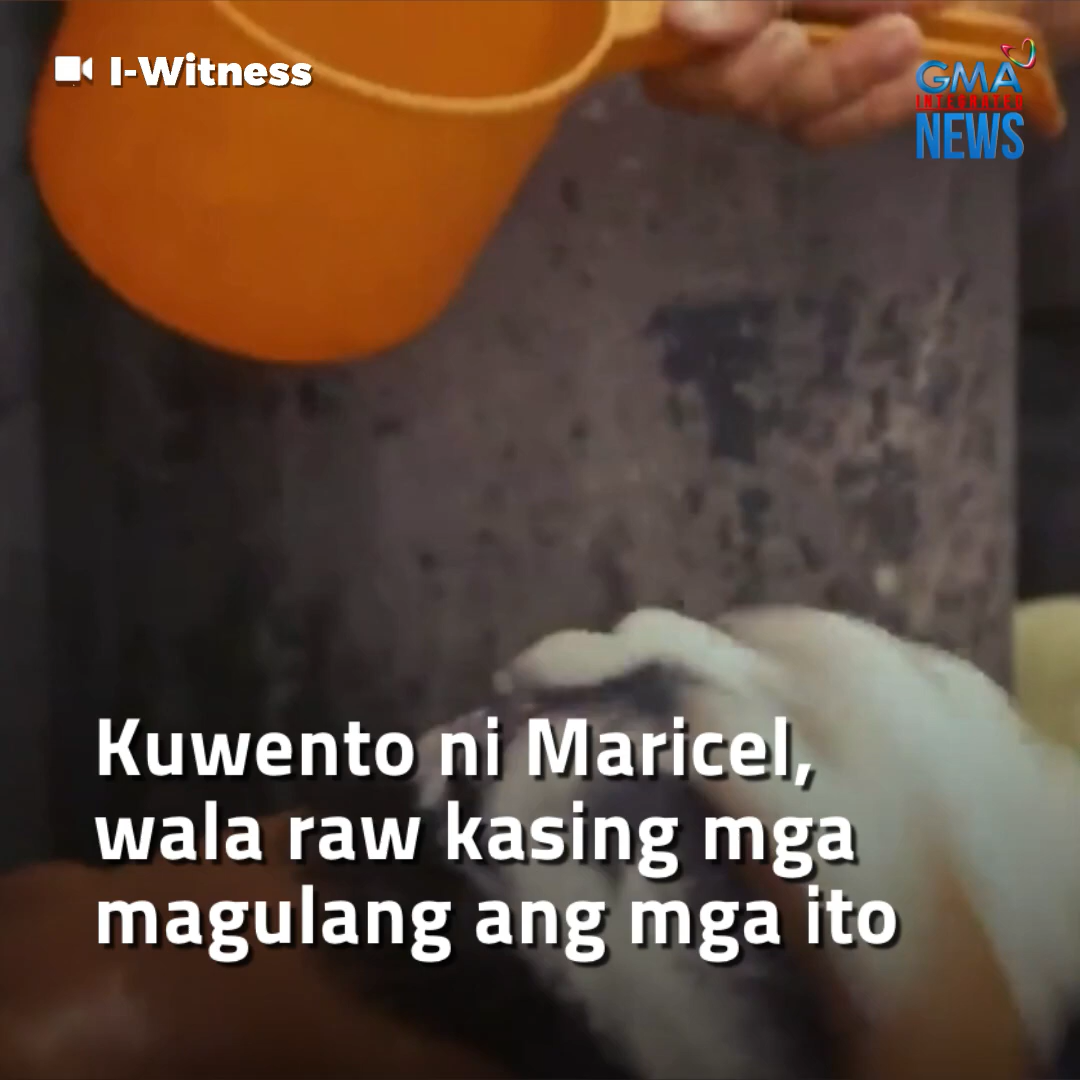 I-Witness
GMA
INTEGRATED
NEWS
Kuwento ni Maricel,
wala raw kasing mga
magulang ang mga ito